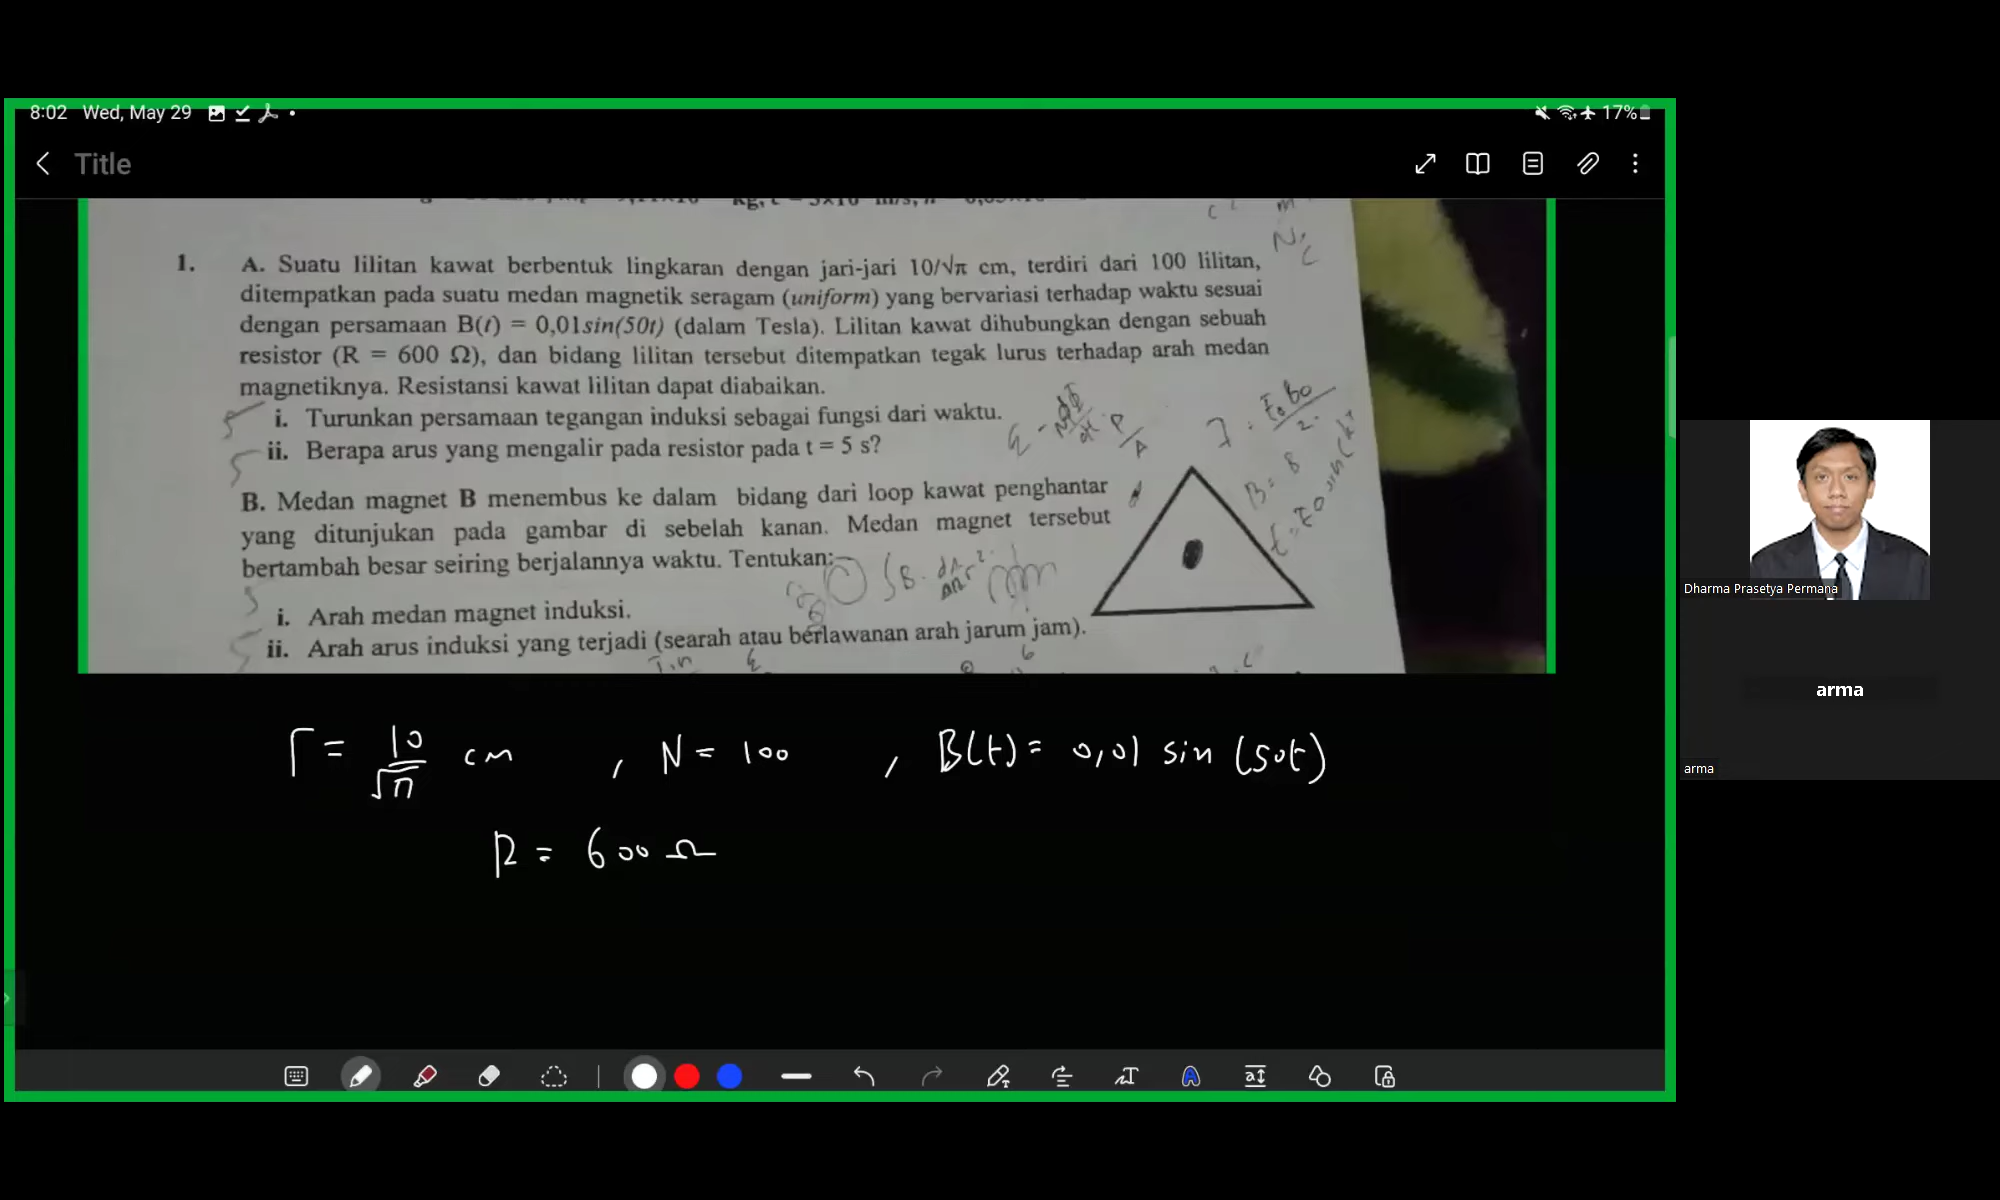 8:02 Wed, May 29
17%
Title
1. A. Suatu lilitan kawat berbentuk lingkaran dengan jari-jari 10/√π cm, terdiri dari 100 lilitan,
ditempatkan pada suatu medan magnetik seragam (uniform) yang bervariasi terhadap waktu sesuai
dengan persamaan B(t) = 0,01sin(50t) (dalam Tesla). Lilitan kawat dihubungkan dengan sebuah
resistor (R = 600 Ω), dan bidang lilitan tersebut ditempatkan tegak lurus terhadap arah medan
magnetiknya. Resistansi kawat lilitan dapat diabaikan.
i. Turunkan persamaan tegangan induksi sebagai fungsi dari waktu.
ii. Berapa arus yang mengalir pada resistor pada t = 5 s?
B. Medan magnet B menembus ke dalam bidang dari loop kawat penghantar
yang ditunjukan pada gambar di sebelah kanan. Medan magnet tersebut
bertambah besar seiring berjalannya waktu. Tentukan:
i. Arah medan magnet induksi.
ii. Arah arus induksi yang terjadi (searah atau berlawanan arah jarum jam).
r = 10/√π cm , N = 100 , B(t) = 0,01 sin (50t)
R = 600 Ω
Dharma Prasetya Permana
arma
arma